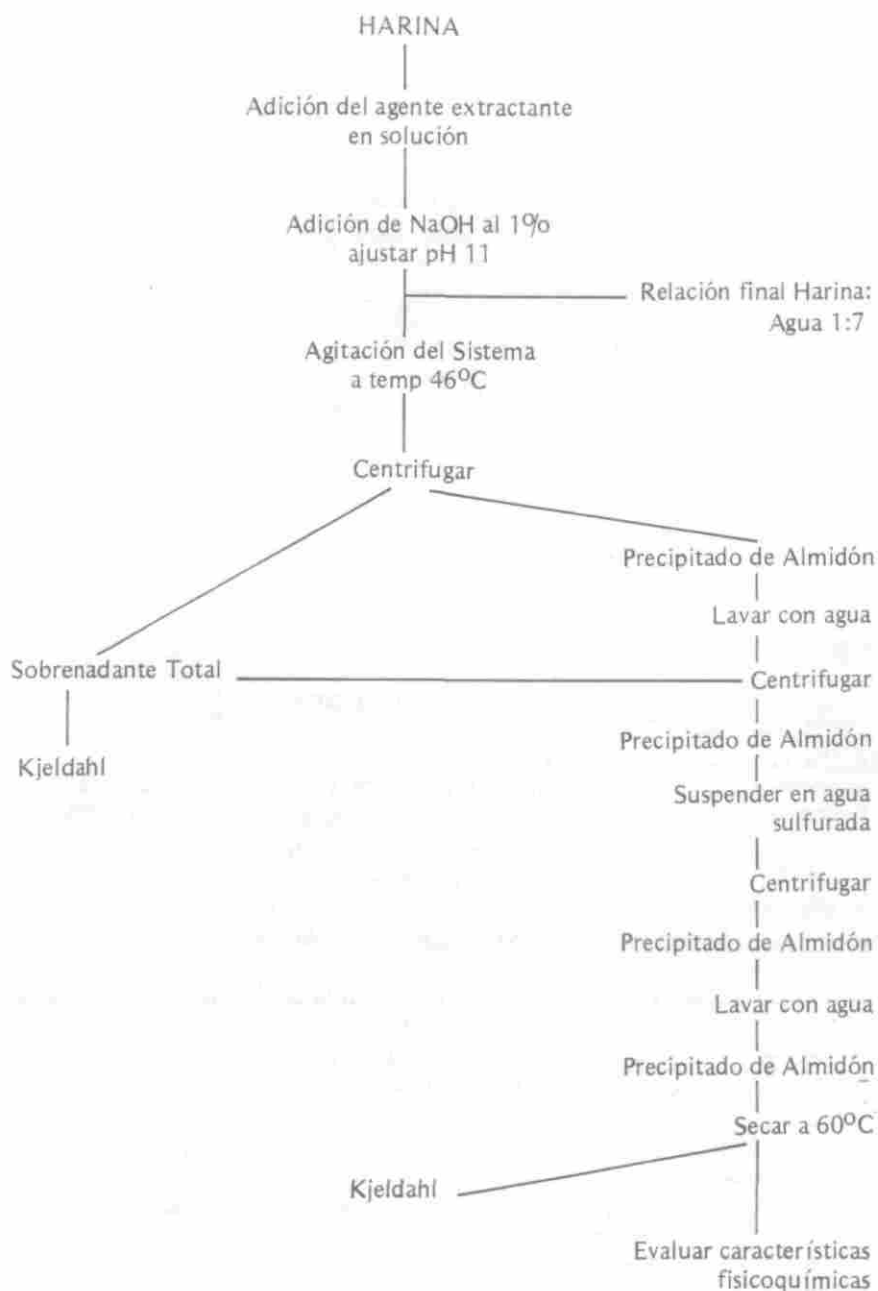 HARINA
Adición del agente extractante
en solución
Adición de NaOH al 1%
ajustar pH 11
Relación final Harina:
Agua 1:7
Agitación del Sistema
a temp 46ºC
Centrifugar
Precipitado de Almidón
Lavar con agua
Sobrenadante Total
Centrifugar
Kjeldahl
Precipitado de Almidón
Suspender en agua
sulfurada
Centrifugar
Precipitado de Almidón
Lavar con agua
Precipitado de Almidón
Secar a 60ºC
Kjeldahl
Evaluar características
fisicoquímicas